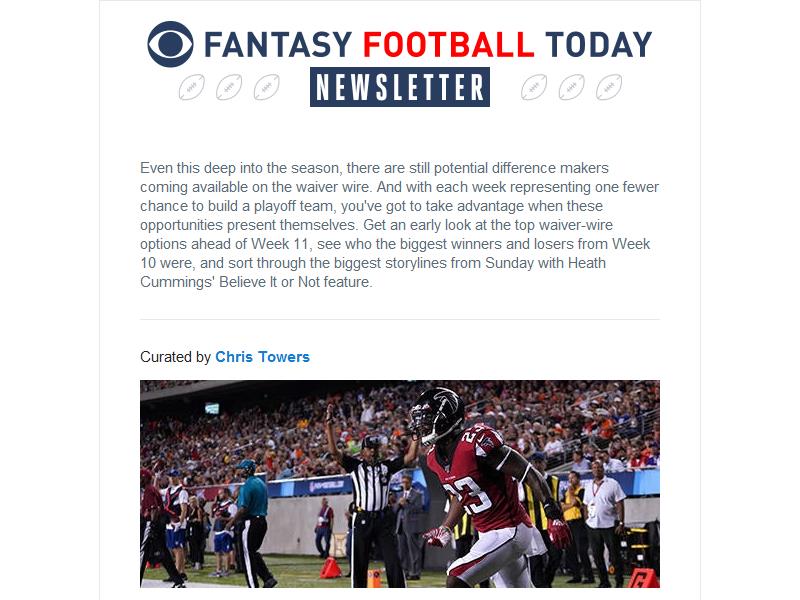 FANTASY FOOTBALL TODAY
NEWSLETTER
Even this deep into the season, there are still potential difference makers
coming available on the waiver wire. And with each week representing one fewer
chance to build a playoff team, you've got to take advantage when these
opportunities present themselves. Get an early look at the top waiver-wire
options ahead of Week 11, see who the biggest winners and losers from Week
10 were, and sort through the biggest storylines from Sunday with Heath
Cummings' Believe It or Not feature.
Curated by Chris Towers
23
23